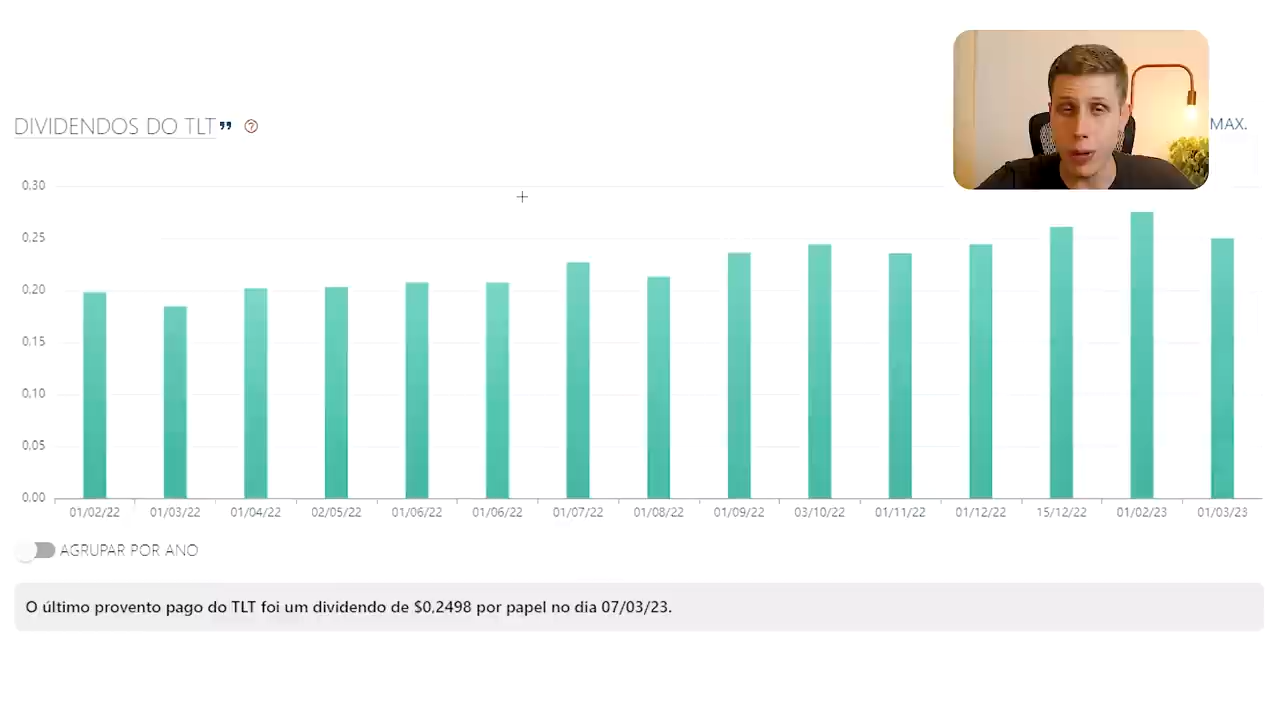 DIVIDENDOS DO TLT ❞ ?
MAX.
0,30
0,25
0,20
0,15
0,10
0,05
0,00
01/02/22 01/03/22 01/04/22 02/05/22 01/06/22 01/06/22 01/07/22 01/08/22 01/09/22 03/10/22 01/11/22 01/12/22 15/12/22 01/02/23 01/03/23
AGRUPAR POR ANO
O último provento pago do TLT foi um dividendo de $0,2498 por papel no dia 07/03/23.